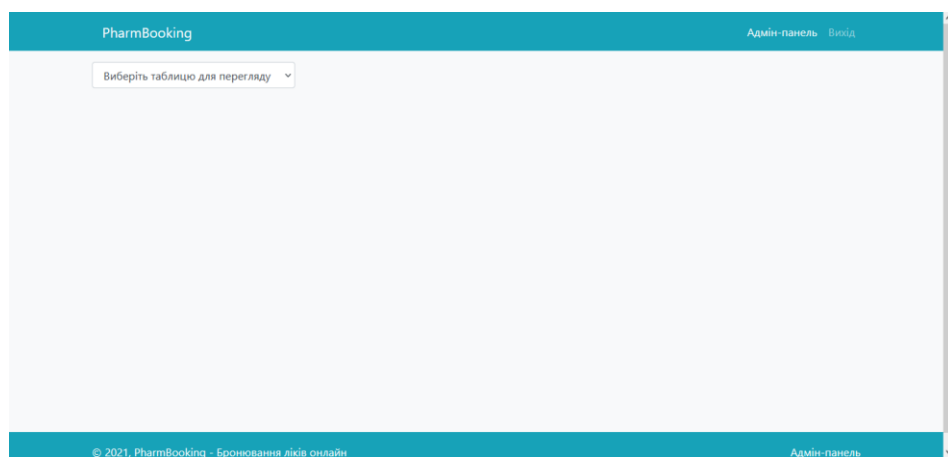 PharmBooking Адмін-панель Вихід
Виберіть таблицю для перегляду
© 2021, PharmBooking - Бронювання ліків онлайн Адмін-панель